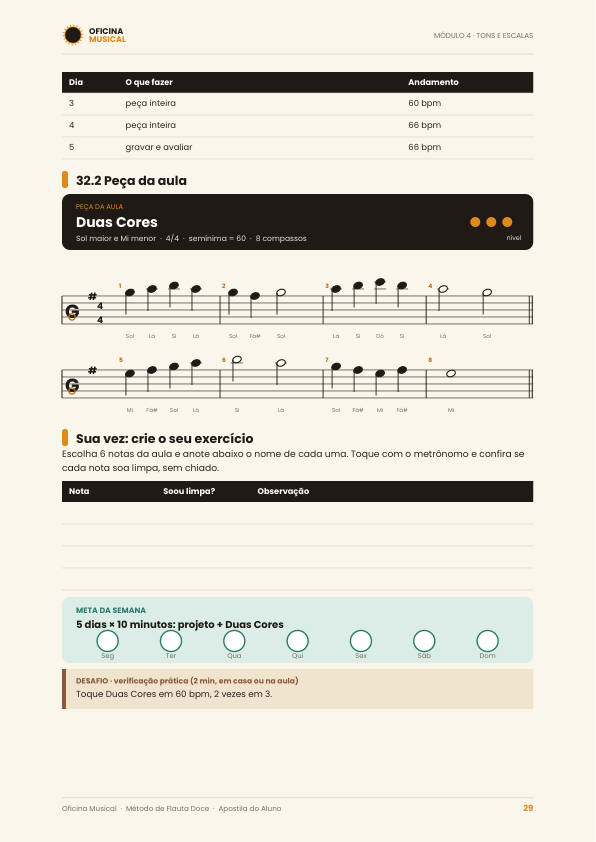 OFICINA
MUSICAL
MÓDULO 4 · TONS E ESCALAS
Dia O que fazer Andamento
3 peça inteira 60 bpm
4 peça inteira 66 bpm
5 gravar e avaliar 66 bpm
32.2 Peça da aula
PEÇA DA AULA
Duas Cores
Sol maior e Mi menor · 4/4 · semínima = 60 · 8 compassos
nível
1 2 3 4
G # 4 4
Sol Lá Si Lá Sol Fá# Sol Lá Si Dó Si Lá Sol
5 6 7 8
G #
Mi Fá# Sol Lá Si Lá Sol Fá# Mi Fá# Mi
Sua vez: crie o seu exercício
Escolha 6 notas da aula e anote abaixo o nome de cada uma. Toque com o metrônomo e confira se
cada nota soa limpa, sem chiado.
Nota Soou limpa? Observação
META DA SEMANA
5 dias × 10 minutos: projeto + Duas Cores
Seg Ter Qua Qui Sex Sáb Dom
DESAFIO · verificação prática (2 min, em casa ou na aula)
Toque Duas Cores em 60 bpm, 2 vezes em 3.
Oficina Musical · Método de Flauta Doce · Apostila do Aluno 29